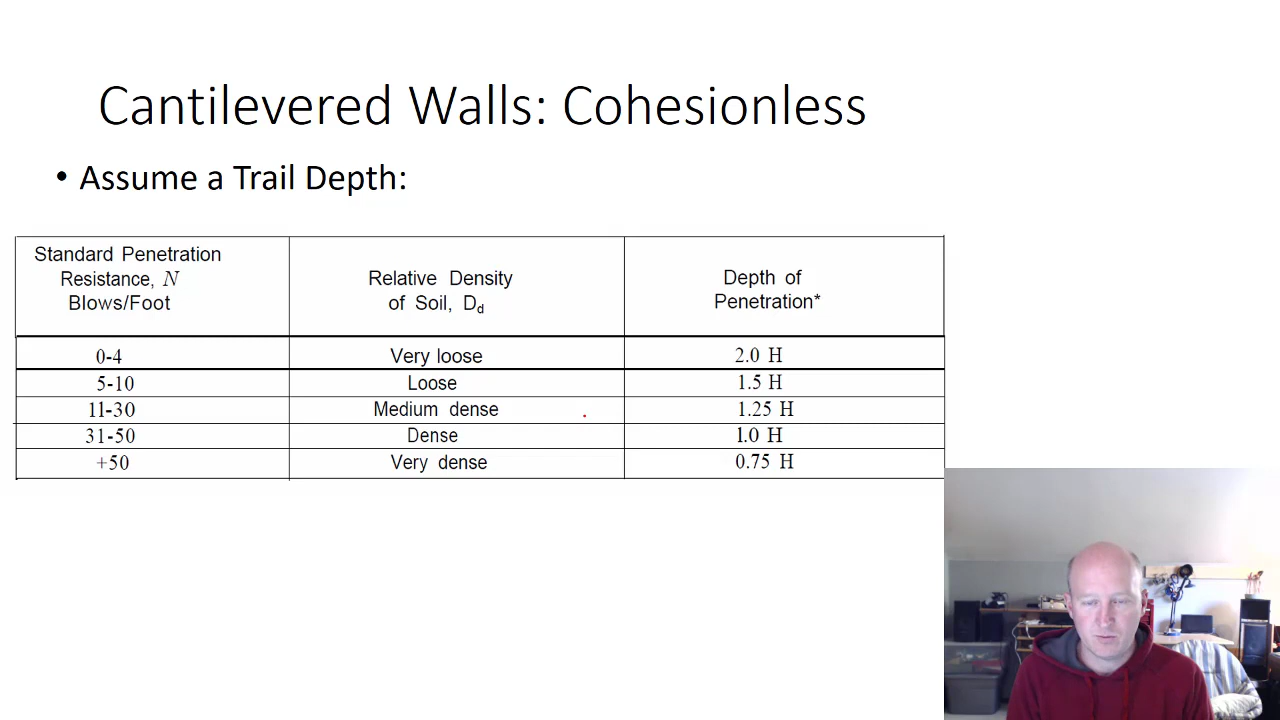 Cantilevered Walls: Cohesionless
• Assume a Trail Depth:
Standard Penetration
Resistance, N
Blows/Foot
Relative Density
of Soil, Dd
Depth of
Penetration*
0-4 Very loose 2.0 H
5-10 Loose 1.5 H
11-30 Medium dense 1.25 H
31-50 Dense 1.0 H
+50 Very dense 0.75 H